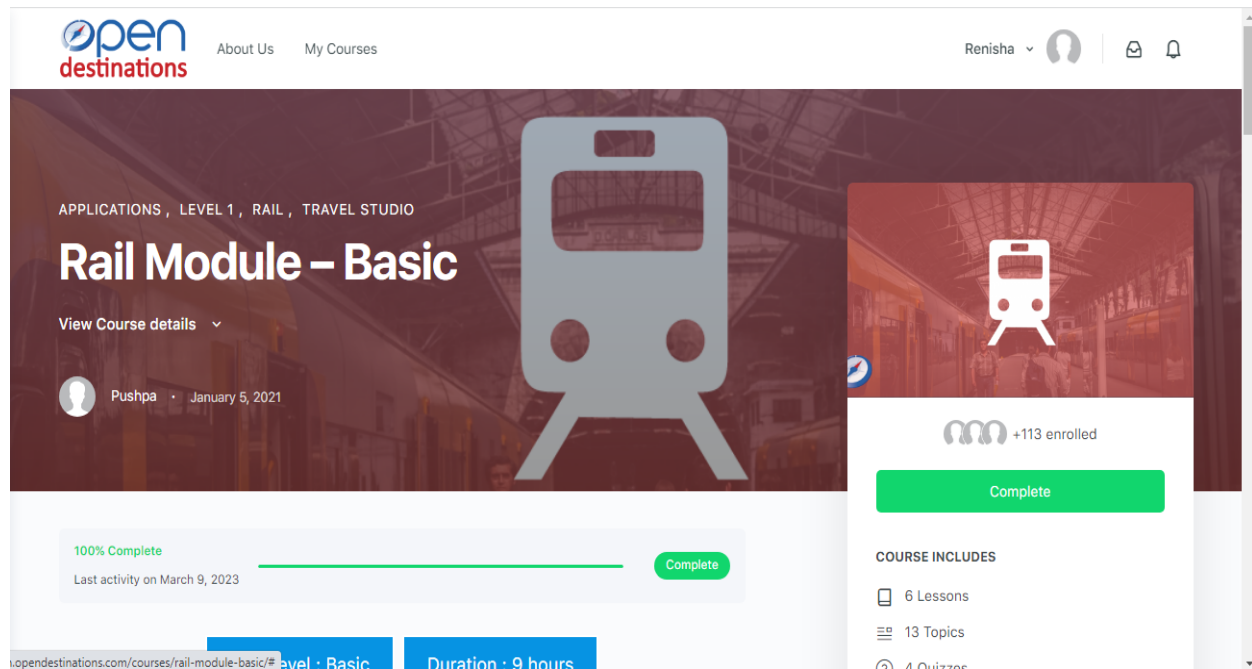 open
destinations
About Us My Courses
Renisha
APPLICATIONS , LEVEL 1 , RAIL , TRAVEL STUDIO
Rail Module – Basic
View Course details
Pushpa · January 5, 2021
+113 enrolled
Complete
100% Complete
Last activity on March 9, 2023
Complete
COURSE INCLUDES
6 Lessons
13 Topics
4 Quizzes
evel : Basic
Duration : 9 hours
n.opendestinations.com/courses/rail-module-basic/#